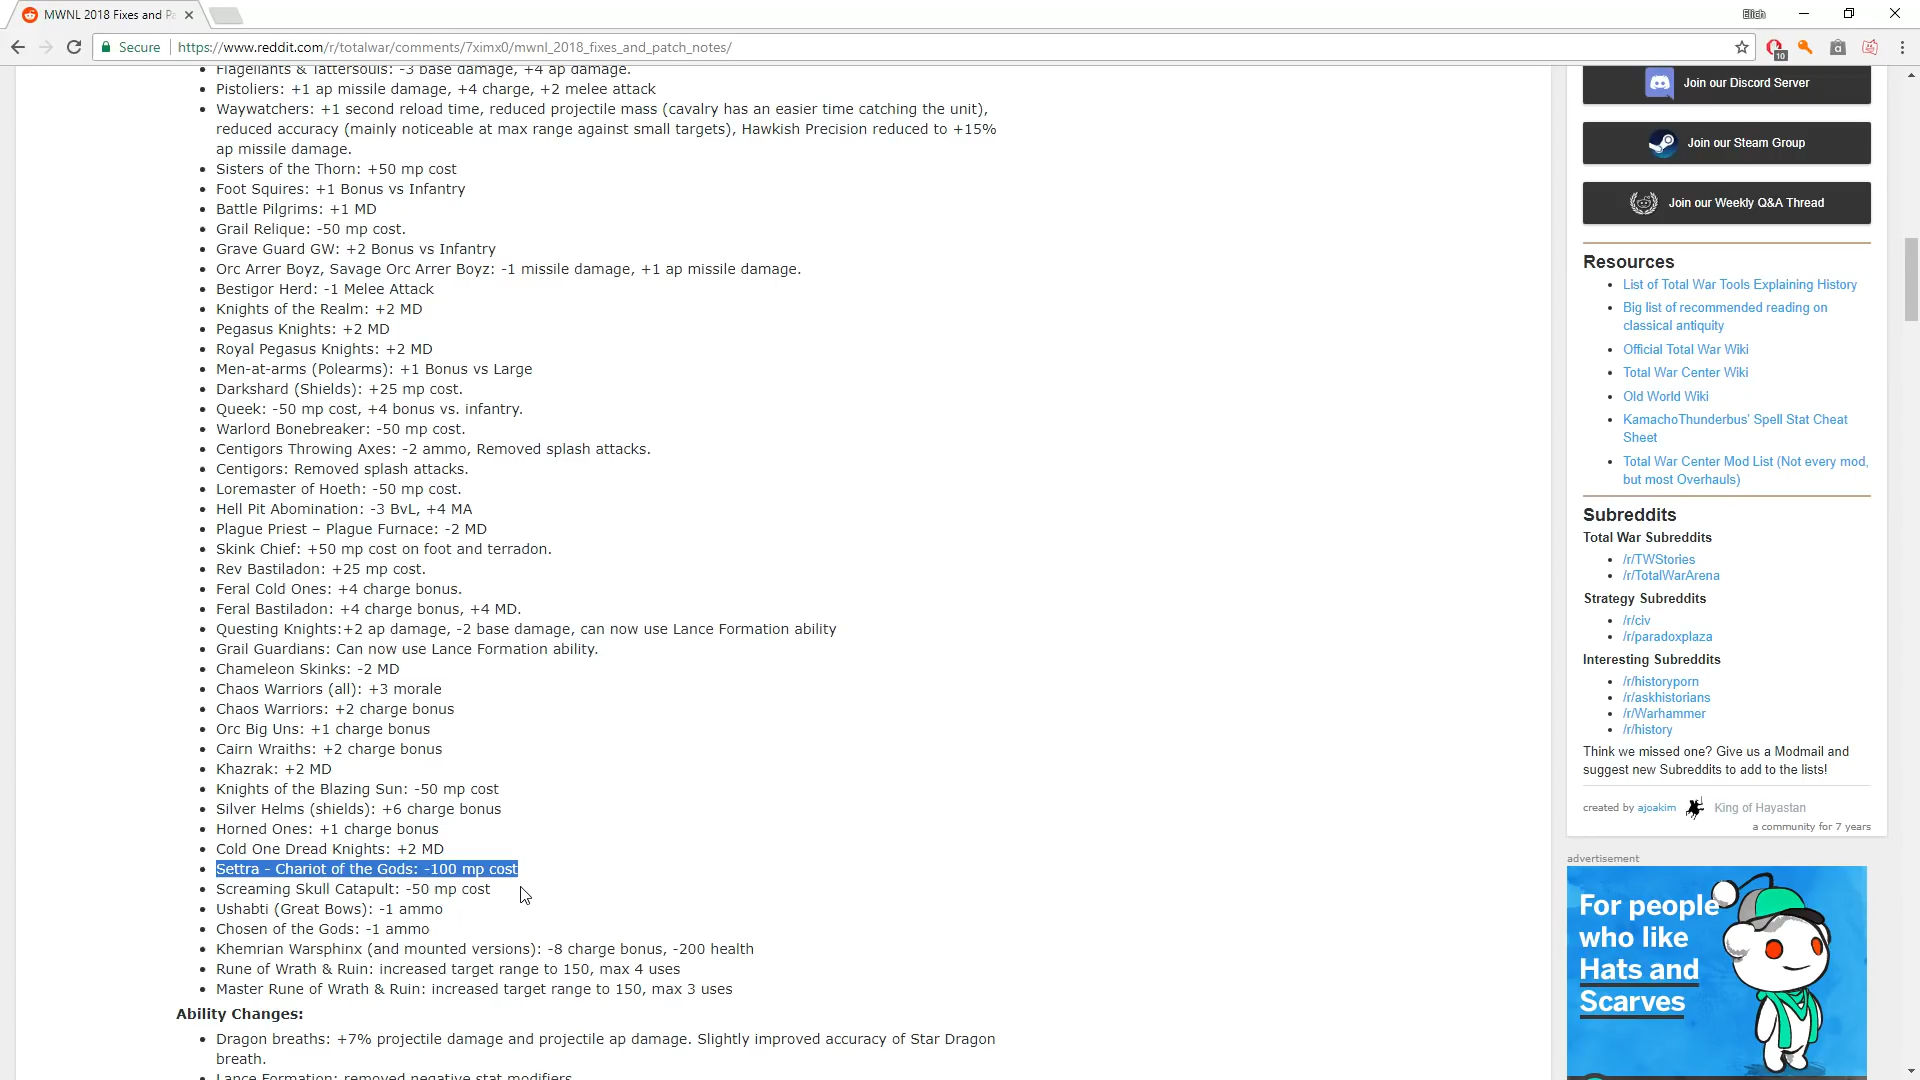 MWNL 2018 Fixes and Pa
Elich
Secure
https://www.reddit.com/r/totalwar/comments/7ximx0/mwnl_2018_fixes_and_patch_notes/
10
Flagellants & Tattersouls: -3 base damage, +4 ap damage.
Pistoliers: +1 ap missile damage, +4 charge, +2 melee attack
Waywatchers: +1 second reload time, reduced projectile mass (cavalry has an easier time catching the unit),
reduced accuracy (mainly noticeable at max range against small targets), Hawkish Precision reduced to +15%
ap missile damage.
Sisters of the Thorn: +50 mp cost
Foot Squires: +1 Bonus vs Infantry
Battle Pilgrims: +1 MD
Grail Relique: -50 mp cost.
Grave Guard GW: +2 Bonus vs Infantry
Orc Arrer Boyz, Savage Orc Arrer Boyz: -1 missile damage, +1 ap missile damage.
Bestigor Herd: -1 Melee Attack
Knights of the Realm: +2 MD
Pegasus Knights: +2 MD
Royal Pegasus Knights: +2 MD
Men-at-arms (Polearms): +1 Bonus vs Large
Darkshard (Shields): +25 mp cost.
Queek: -50 mp cost, +4 bonus vs. infantry.
Warlord Bonebreaker: -50 mp cost.
Centigors Throwing Axes: -2 ammo, Removed splash attacks.
Centigors: Removed splash attacks.
Loremaster of Hoeth: -50 mp cost.
Hell Pit Abomination: -3 BvL, +4 MA
Plague Priest – Plague Furnace: -2 MD
Skink Chief: +50 mp cost on foot and terradon.
Rev Bastiladon: +25 mp cost.
Feral Cold Ones: +4 charge bonus.
Feral Bastiladon: +4 charge bonus, +4 MD.
Questing Knights:+2 ap damage, -2 base damage, can now use Lance Formation ability
Grail Guardians: Can now use Lance Formation ability.
Chameleon Skinks: -2 MD
Chaos Warriors (all): +3 morale
Chaos Warriors: +2 charge bonus
Orc Big Uns: +1 charge bonus
Cairn Wraiths: +2 charge bonus
Khazrak: +2 MD
Knights of the Blazing Sun: -50 mp cost
Silver Helms (shields): +6 charge bonus
Horned Ones: +1 charge bonus
Cold One Dread Knights: +2 MD
Settra - Chariot of the Gods: -100 mp cost
Screaming Skull Catapult: -50 mp cost
Ushabti (Great Bows): -1 ammo
Chosen of the Gods: -1 ammo
Khemrian Warsphinx (and mounted versions): -8 charge bonus, -200 health
Rune of Wrath & Ruin: increased target range to 150, max 4 uses
Master Rune of Wrath & Ruin: increased target range to 150, max 3 uses
Ability Changes:
Dragon breaths: +7% projectile damage and projectile ap damage. Slightly improved accuracy of Star Dragon
breath.
Lance Formation: removed negative stat modifiers
Join our Discord Server
Join our Steam Group
Join our Weekly Q&A Thread
Resources
List of Total War Tools Explaining History
Big list of recommended reading on
classical antiquity
Official Total War Wiki
Total War Center Wiki
Old World Wiki
KamachoThunderbus' Spell Stat Cheat
Sheet
Total War Center Mod List (Not every mod,
but most Overhauls)
Subreddits
Total War Subreddits
/r/TWStories
/r/TotalWarArena
Strategy Subreddits
/r/civ
/r/paradoxplaza
Interesting Subreddits
/r/historyporn
/r/askhistorians
/r/Warhammer
/r/history
Think we missed one? Give us a Modmail and
suggest new Subreddits to add to the lists!
created by ajoakim King of Hayastan
a community for 7 years
advertisement
For people
who like
Hats and
Scarves